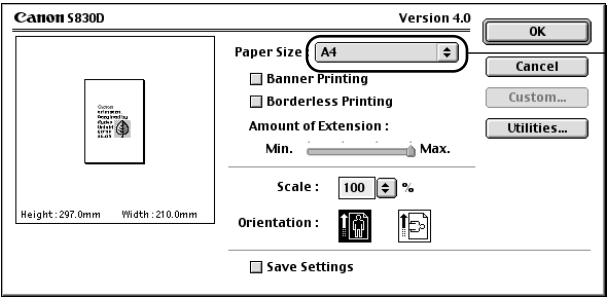 Canon S830D
Version 4.0
OK
Paper Size : A4
Cancel
Banner Printing
Borderless Printing
Custom...
Amount of Extension :
Utilities...
Min. Max.
Scale : 100 %
Height:297.0mm Width:210.0mm
Orientation :
Save Settings